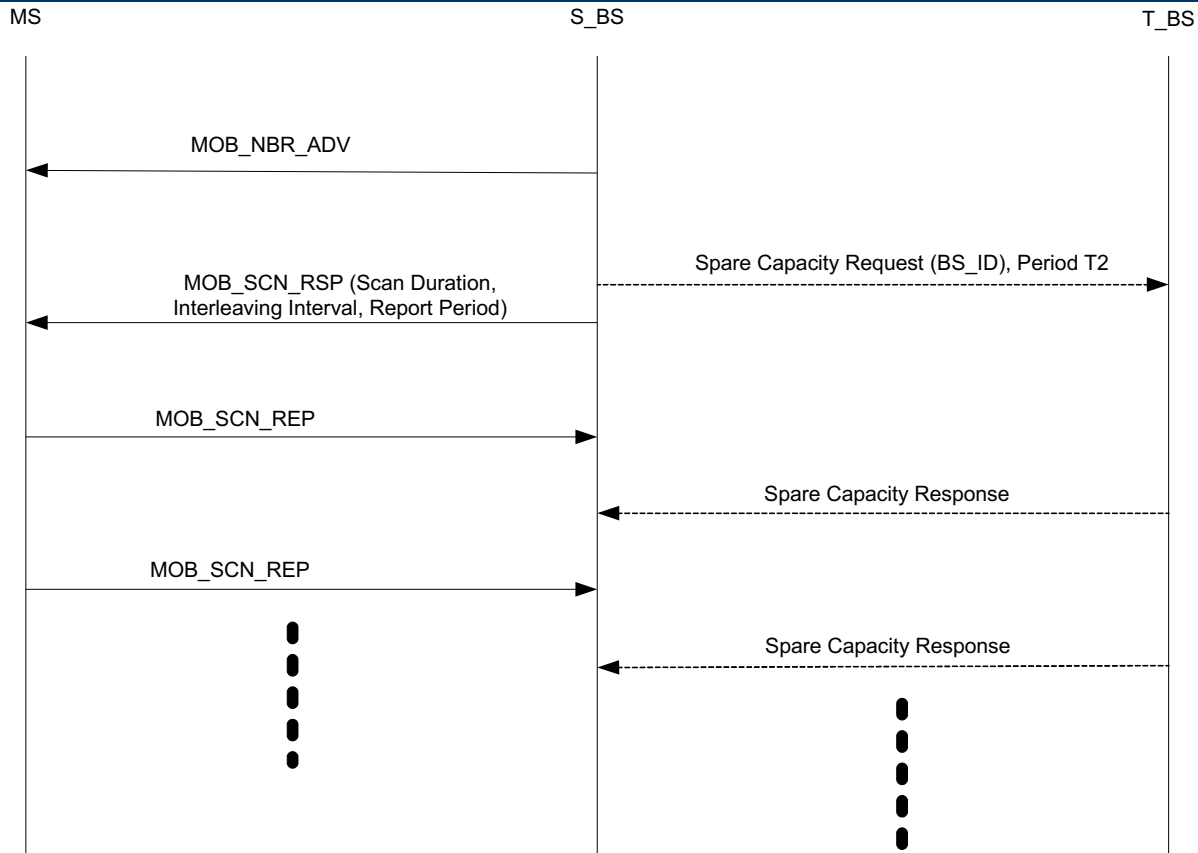 MS
S_BS
T_BS
MOB_NBR_ADV
Spare Capacity Request (BS_ID), Period T2
MOB_SCN_RSP (Scan Duration,
Interleaving Interval, Report Period)
MOB_SCN_REP
Spare Capacity Response
MOB_SCN_REP
Spare Capacity Response